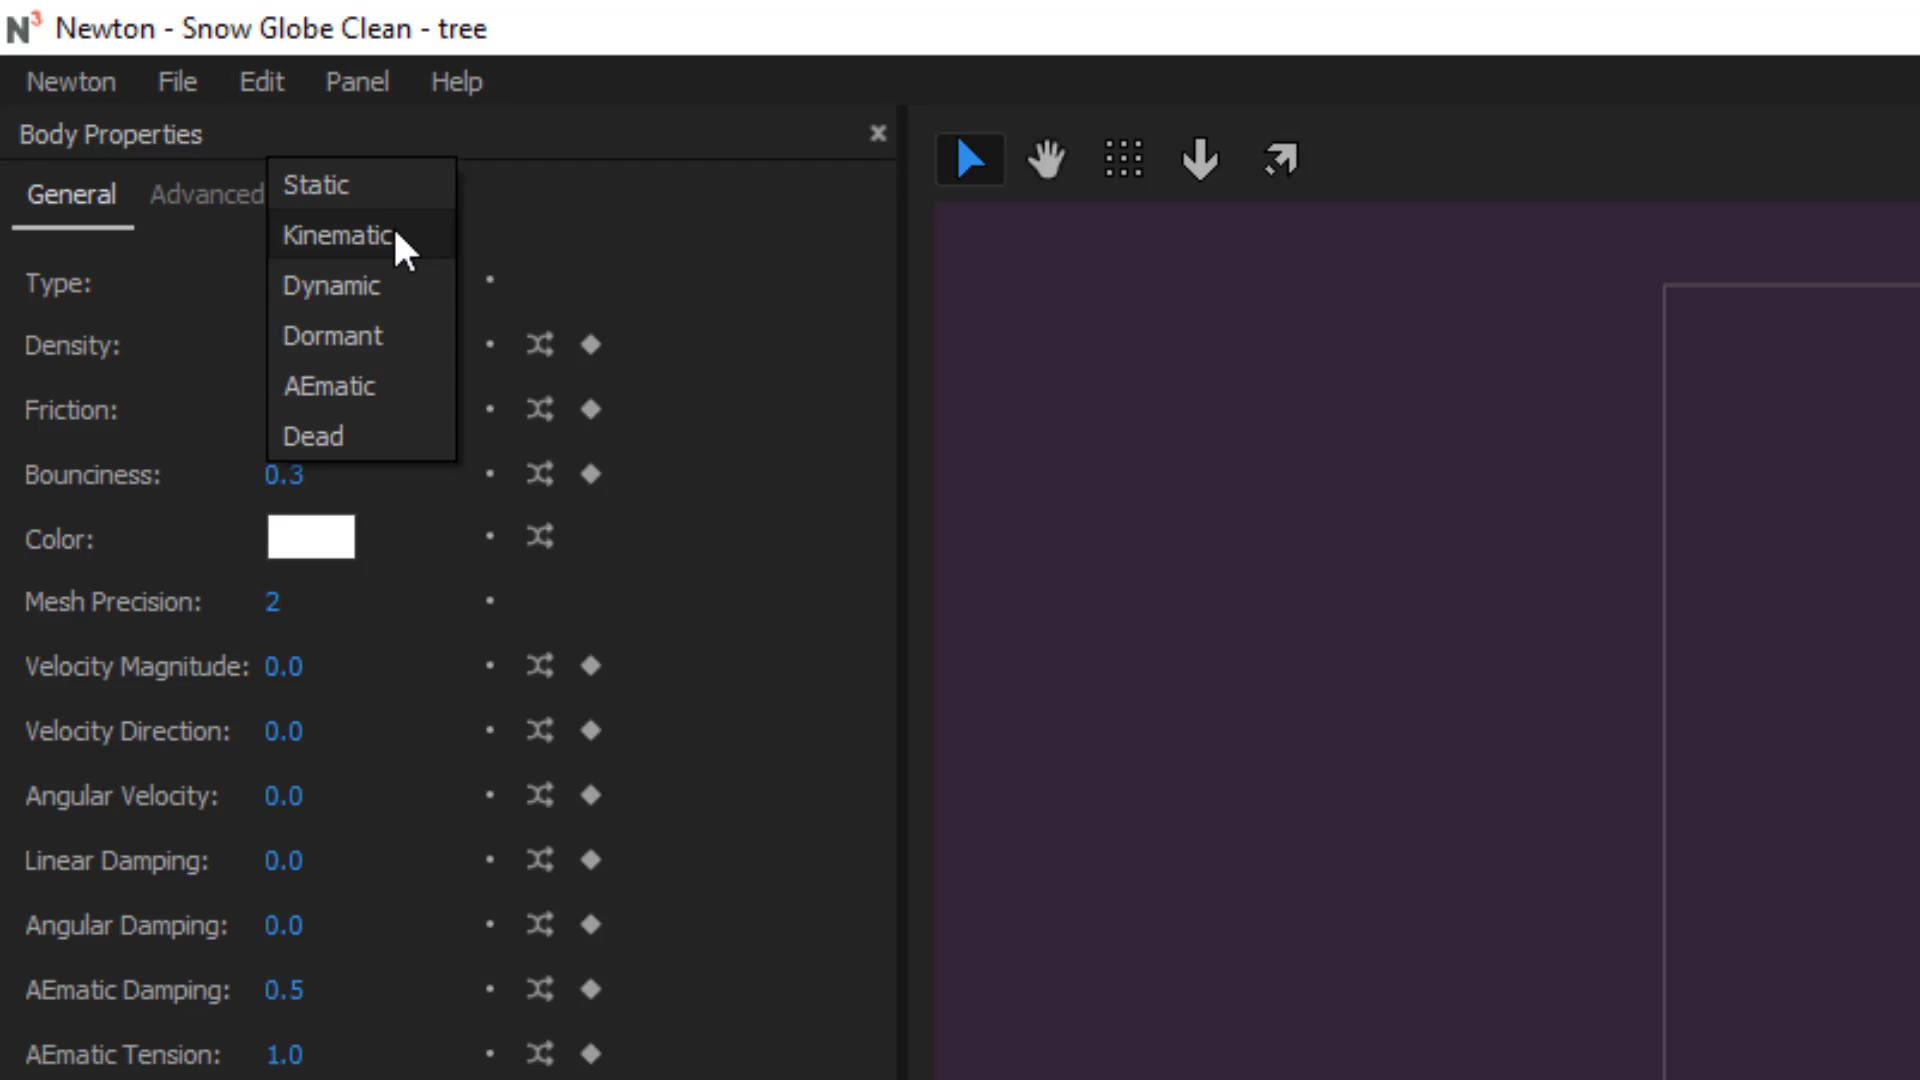 N3 Newton - Snow Globe Clean - tree
Newton File Edit Panel Help
Body Properties
General Advanced
Static
Kinematic
Dynamic
Dormant
AEmatic
Dead
Type:
Density:
Friction:
Bounciness: 0.3
Color:
Mesh Precision: 2
Velocity Magnitude: 0.0
Velocity Direction: 0.0
Angular Velocity: 0.0
Linear Damping: 0.0
Angular Damping: 0.0
AEmatic Damping: 0.5
AEmatic Tension: 1.0